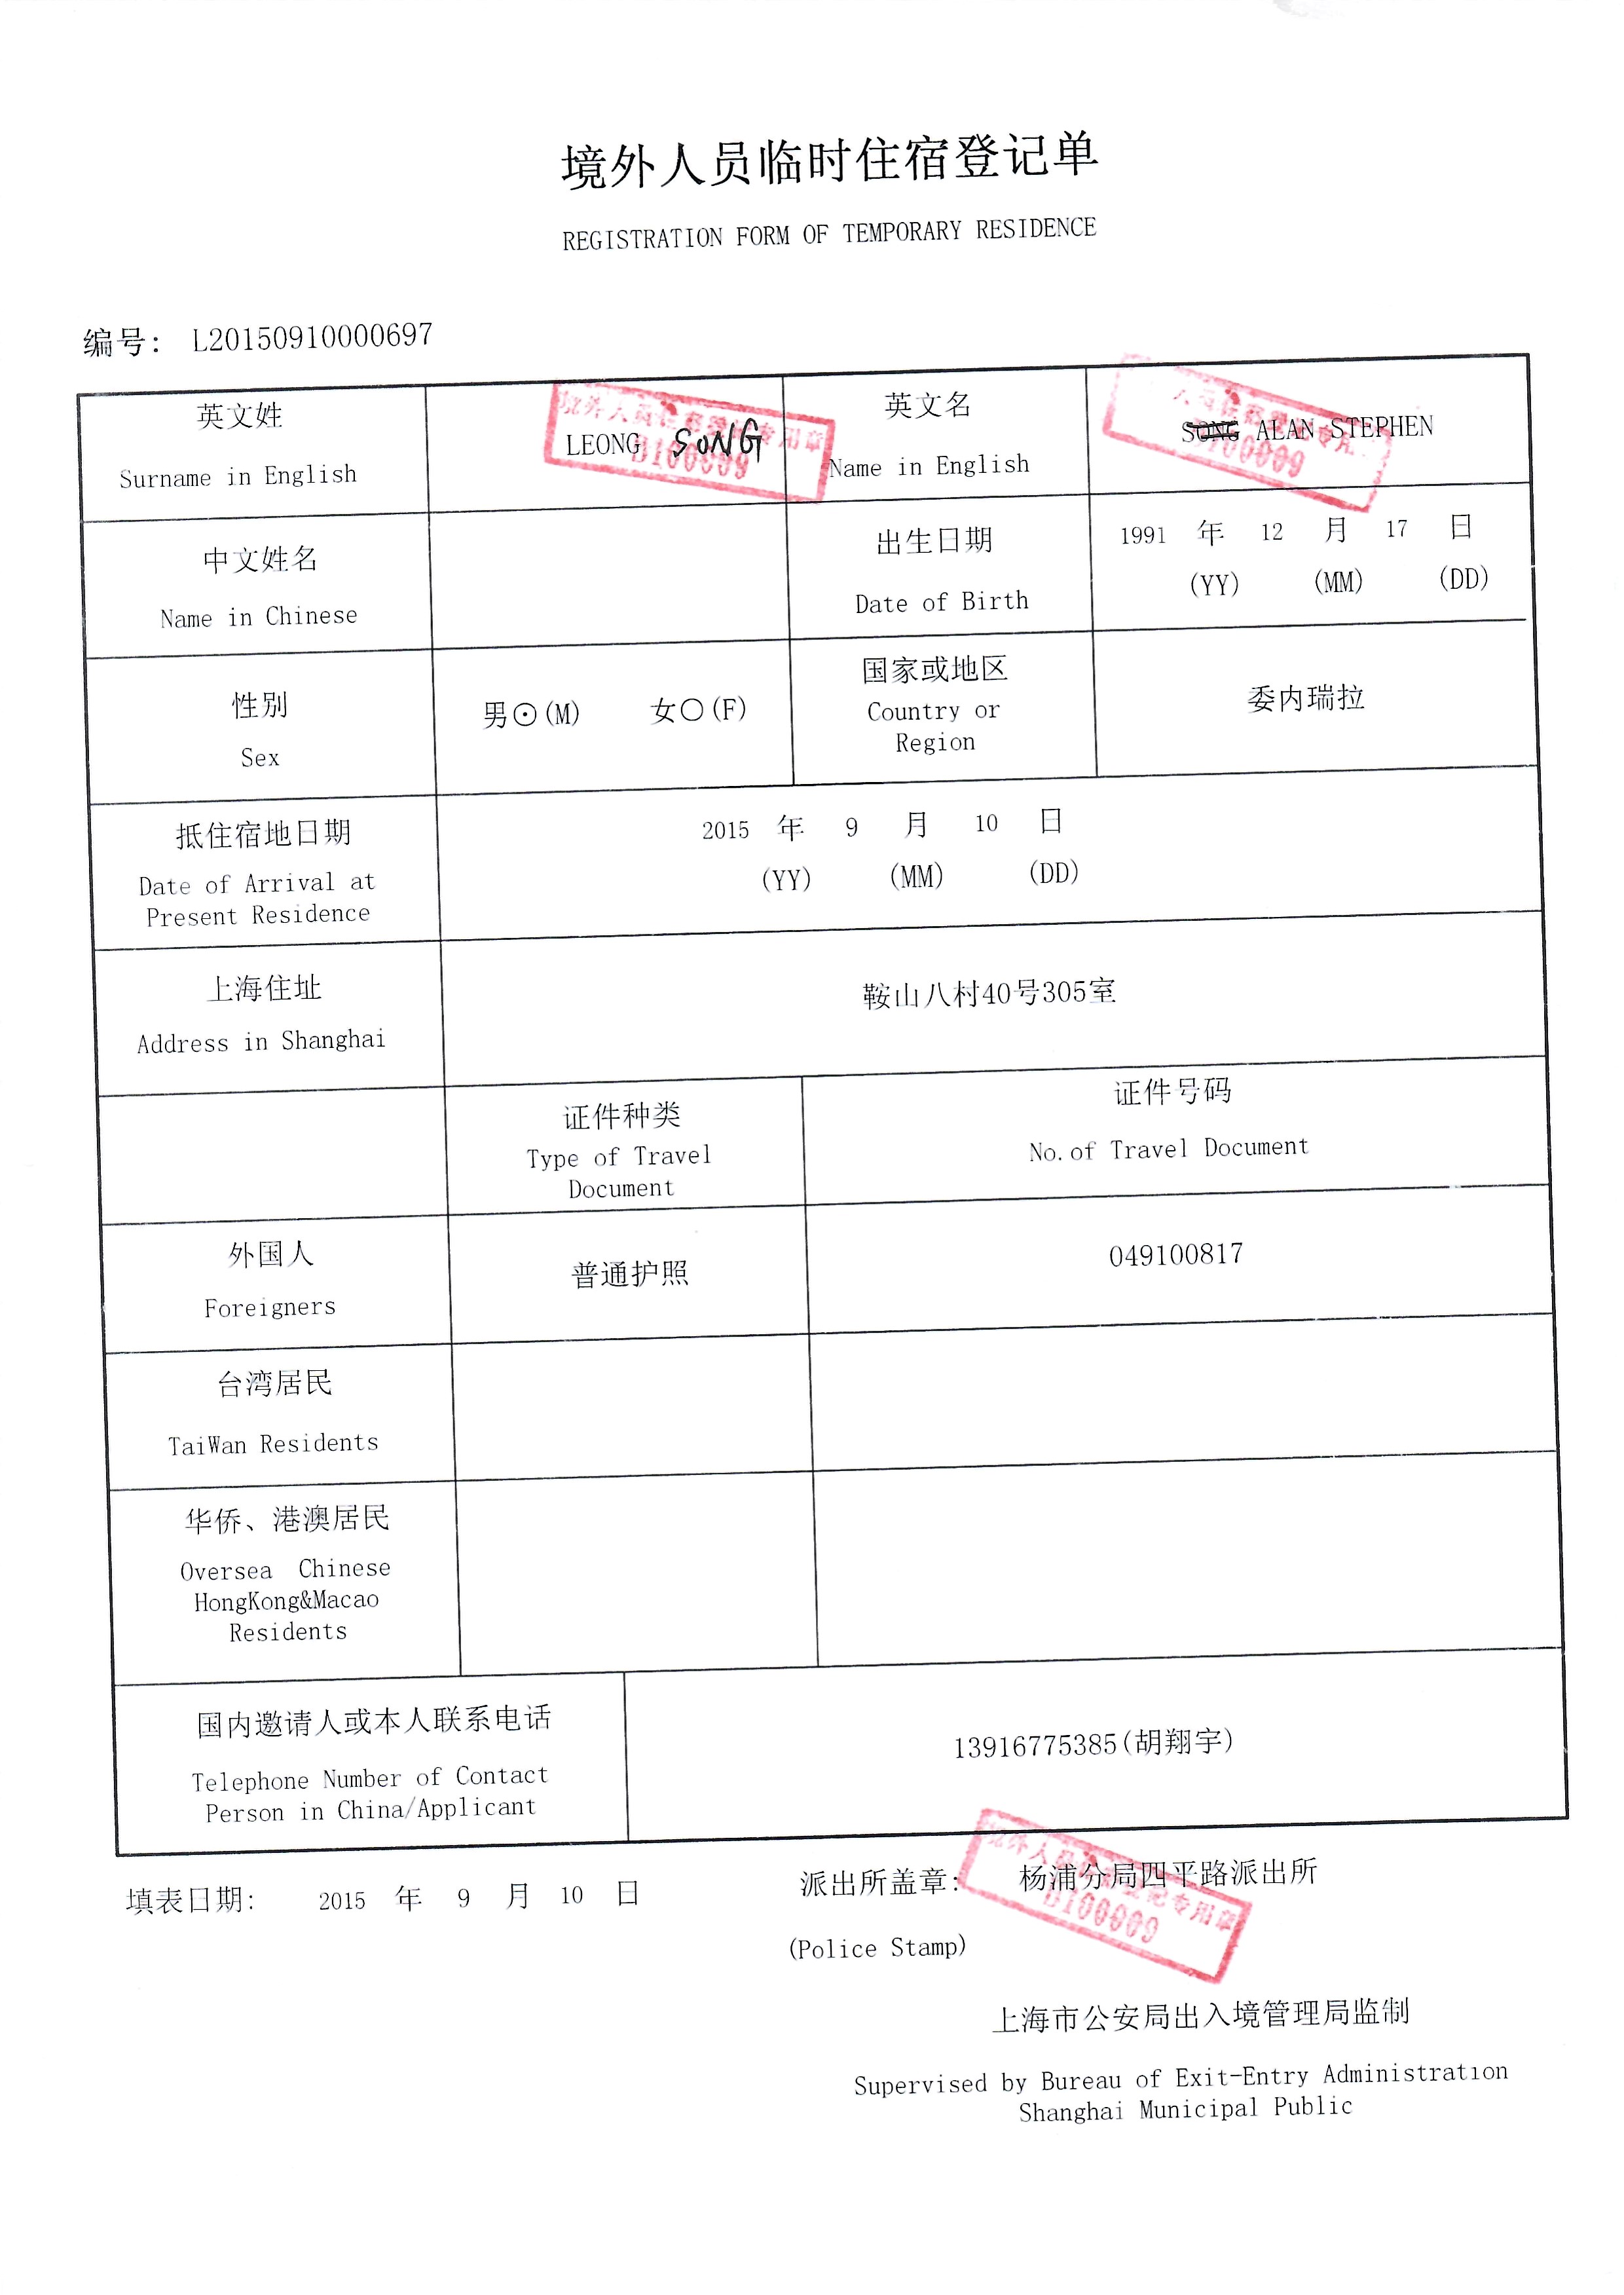 境外人员临时住宿登记单
REGISTRATION FORM OF TEMPORARY RESIDENCE
编号: L20150910000697
英文姓
Surname in English
LEONG SONG
英文名
Name in English
SONG ALAN STEPHEN
中文姓名
Name in Chinese
出生日期
Date of Birth
1991 年 12 月 17 日
(YY) (MM) (DD)
性别
Sex
男⊙(M) 女○(F)
国家或地区
Country or
Region
委内瑞拉
抵住宿地日期
Date of Arrival at
Present Residence
2015 年 9 月 10 日
(YY) (MM) (DD)
上海住址
Address in Shanghai
鞍山八村40号305室
证件种类
Type of Travel
Document
证件号码
No.of Travel Document
外国人
Foreigners
普通护照
049100817
台湾居民
TaiWan Residents
华侨、港澳居民
Oversea Chinese
HongKong&Macao
Residents
国内邀请人或本人联系电话
Telephone Number of Contact
Person in China/Applicant
13916775385(胡翔宇)
填表日期: 2015 年 9 月 10 日
派出所盖章: 杨浦分局四平路派出所
(Police Stamp)
上海市公安局出入境管理局监制
Supervised by Bureau of Exit-Entry Administration
Shanghai Municipal Public